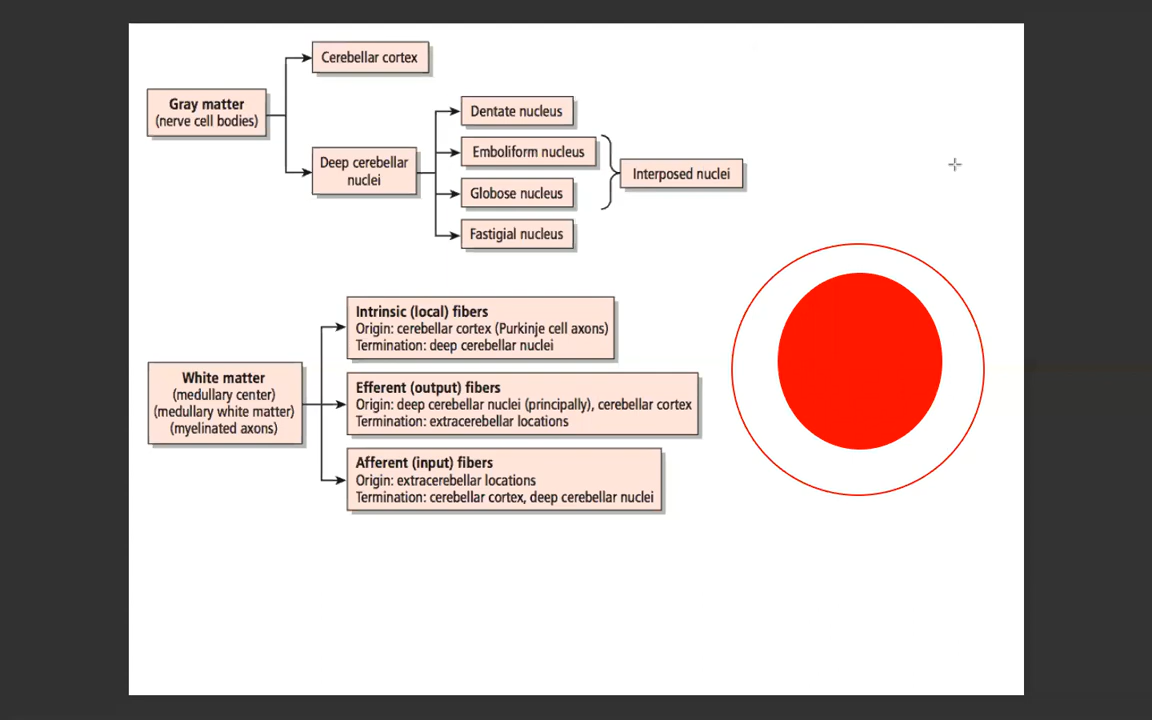 Cerebellar cortex
Gray matter
(nerve cell bodies)
Deep cerebellar
nuclei
Dentate nucleus
Emboliform nucleus
Globose nucleus
Fastigial nucleus
Interposed nuclei
White matter
(medullary center)
(medullary white matter)
(myelinated axons)
Intrinsic (local) fibers
Origin: cerebellar cortex (Purkinje cell axons)
Termination: deep cerebellar nuclei
Efferent (output) fibers
Origin: deep cerebellar nuclei (principally), cerebellar cortex
Termination: extracerebellar locations
Afferent (input) fibers
Origin: extracerebellar locations
Termination: cerebellar cortex, deep cerebellar nuclei